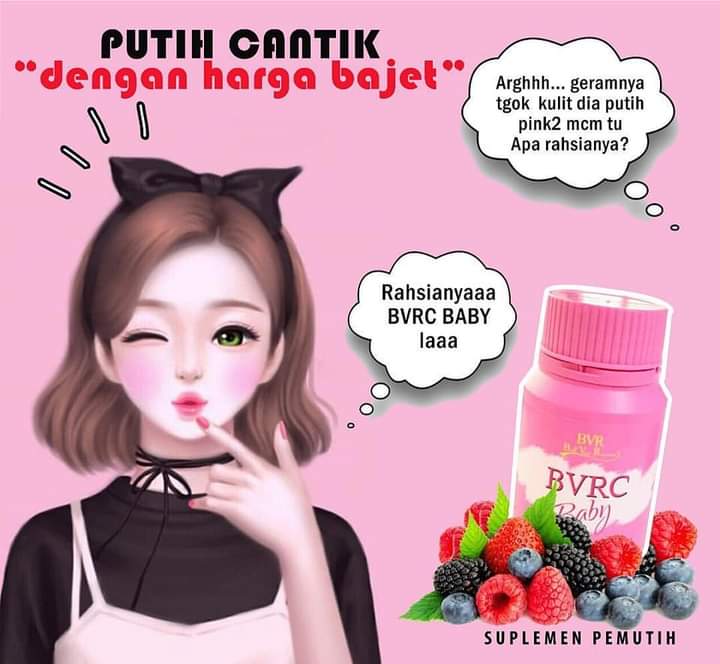 PUTIH CANTIK
"dengan harga bajet"
Arghhh... geramnya
tgok kulit dia putih
pink2 mcm tu
Apa rahsianya?
Rahsianyaaa
BVRC BABY
laaa
BVR
BVRC
Baby
SUPLEMEN PEMUTIH